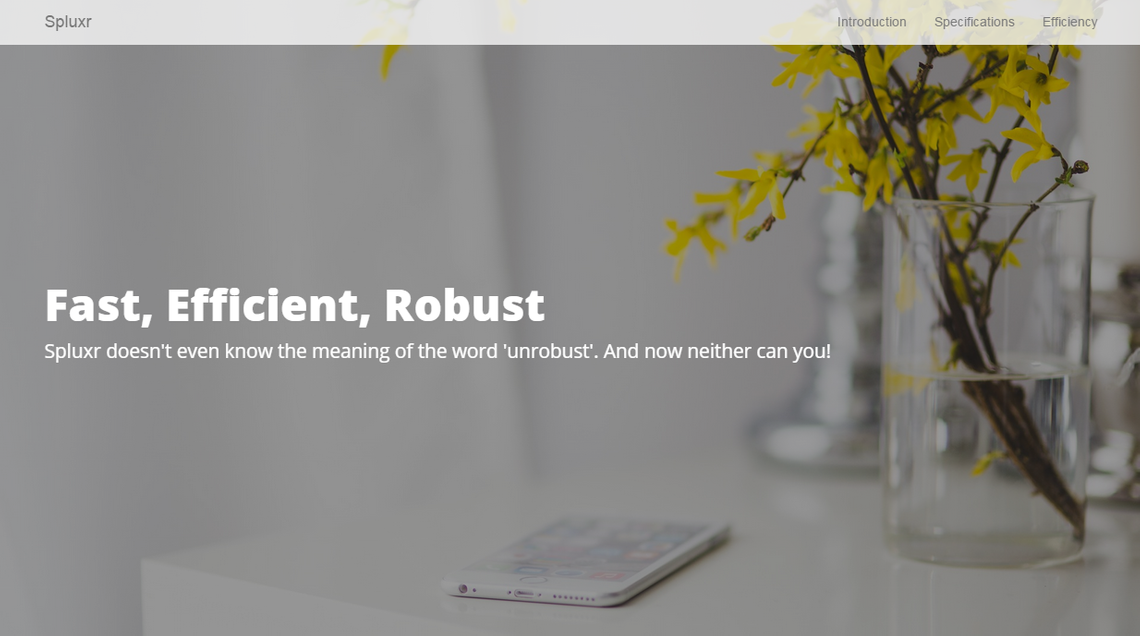 Spluxr
Introduction
Specifications
Efficiency
Fast, Efficient, Robust
Spluxr doesn't even know the meaning of the word 'unrobust'. And now neither can you!